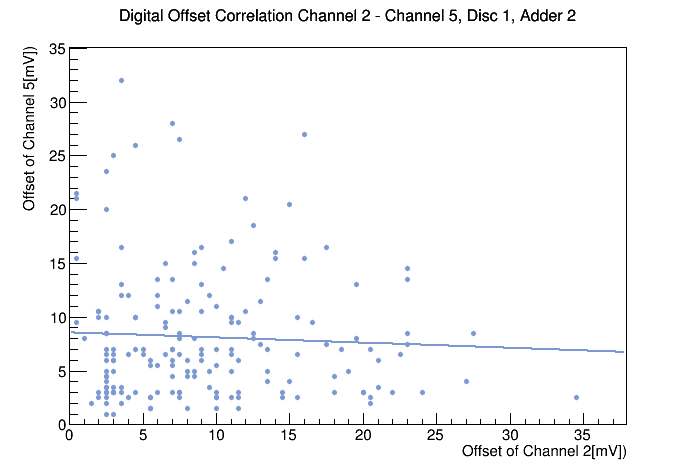 Digital Offset Correlation Channel 2 - Channel 5, Disc 1, Adder 2
Offset of Channel 5[mV])
35
30
25
20
15
10
5
0
0 5 10 15 20 25 30 35
Offset of Channel 2[mV])